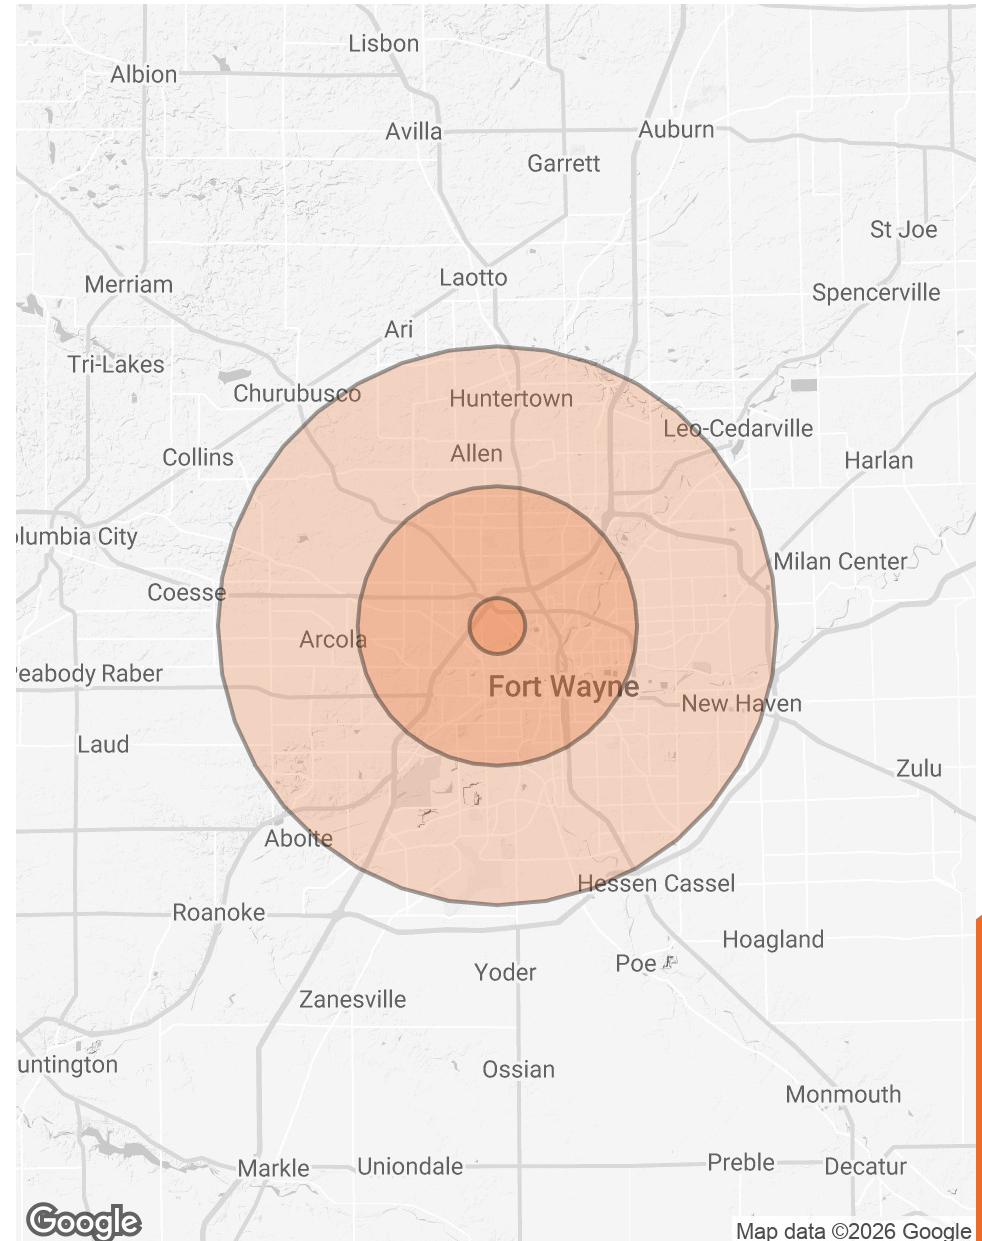 Lisbon
Albion
Avilla
Auburn
Garrett
St Joe
Laotto
Merriam
Spencerville
Ari
Tri-Lakes
Churubusco
Huntertown
Leo-Cedarville
Allen
Collins
Harlan
olumbia City
Milan Center
Coesse
Arcola
Peabody Raber
Fort Wayne
New Haven
Laud
Zulu
Aboite
Hessen Cassel
Roanoke
Hoagland
Poe
Yoder
Zanesville
untington
Ossian
Monmouth
Markle
Uniondale
Preble
Decatur
Google
Map data ©2026 Google